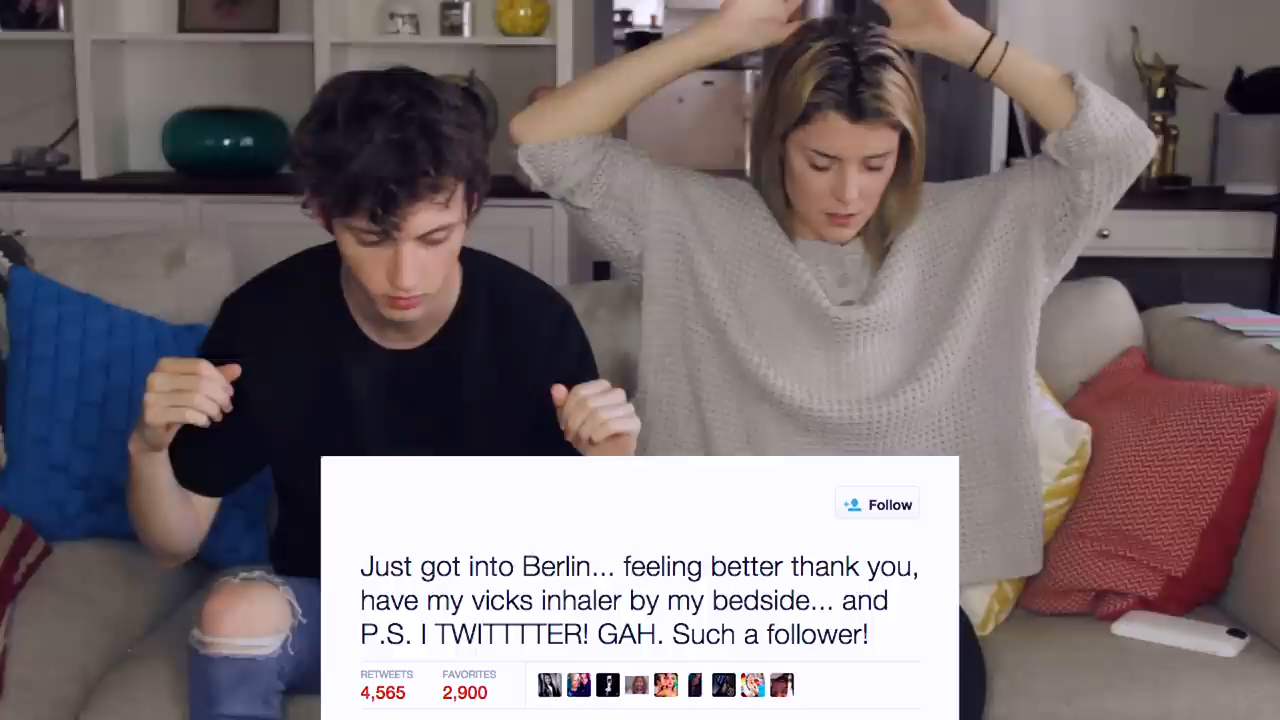 Follow
Just got into Berlin... feeling better thank you,
have my vicks inhaler by my bedside... and
P.S. I TWITTTTER! GAH. Such a follower!
RETWEETS FAVORITES
4,565 2,900